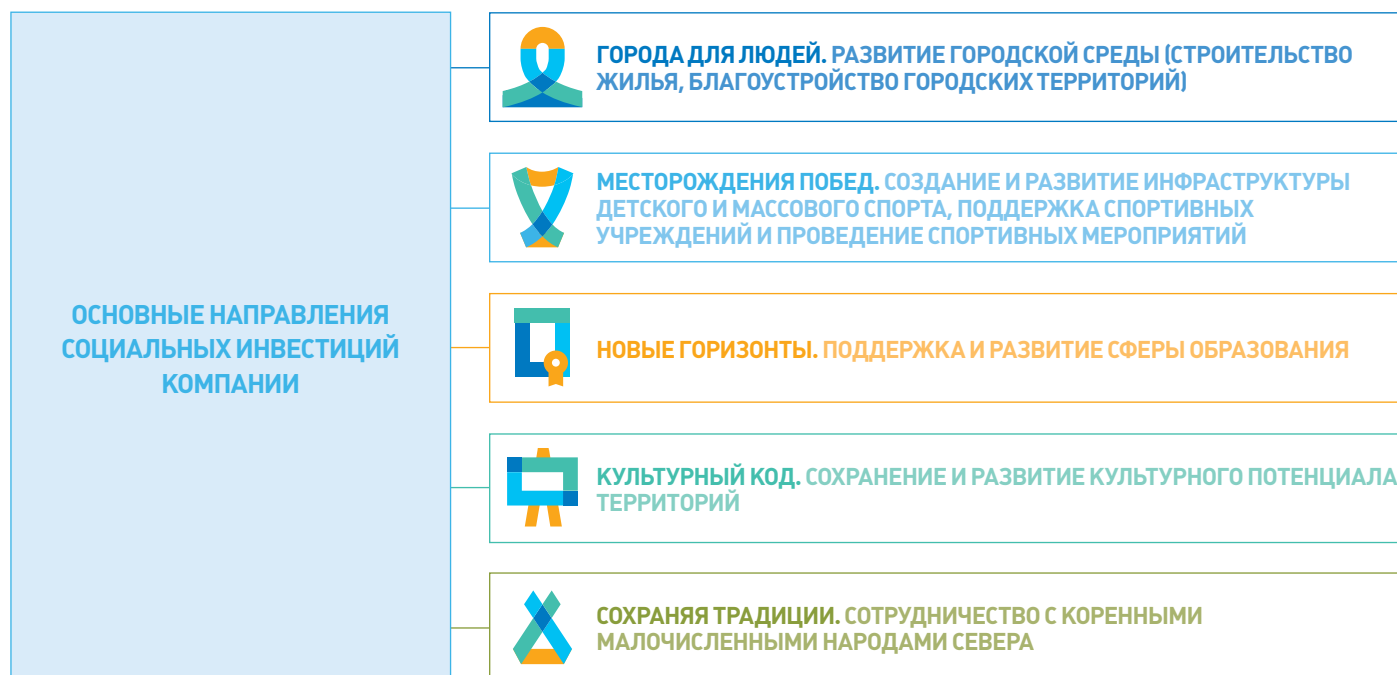 ОСНОВНЫЕ НАПРАВЛЕНИЯ
СОЦИАЛЬНЫХ ИНВЕСТИЦИЙ
КОМПАНИИ
ГОРОДА ДЛЯ ЛЮДЕЙ. РАЗВИТИЕ ГОРОДСКОЙ СРЕДЫ (СТРОИТЕЛЬСТВО
ЖИЛЬЯ, БЛАГОУСТРОЙСТВО ГОРОДСКИХ ТЕРРИТОРИЙ)
МЕСТОРОЖДЕНИЯ ПОБЕД. СОЗДАНИЕ И РАЗВИТИЕ ИНФРАСТРУКТУРЫ
ДЕТСКОГО И МАССОВОГО СПОРТА, ПОДДЕРЖКА СПОРТИВНЫХ
УЧРЕЖДЕНИЙ И ПРОВЕДЕНИЕ СПОРТИВНЫХ МЕРОПРИЯТИЙ
НОВЫЕ ГОРИЗОНТЫ. ПОДДЕРЖКА И РАЗВИТИЕ СФЕРЫ ОБРАЗОВАНИЯ
КУЛЬТУРНЫЙ КОД. СОХРАНЕНИЕ И РАЗВИТИЕ КУЛЬТУРНОГО ПОТЕНЦИАЛА
ТЕРРИТОРИЙ
СОХРАНЯЯ ТРАДИЦИИ. СОТРУДНИЧЕСТВО С КОРЕННЫМИ
МАЛОЧИСЛЕННЫМИ НАРОДАМИ СЕВЕРА